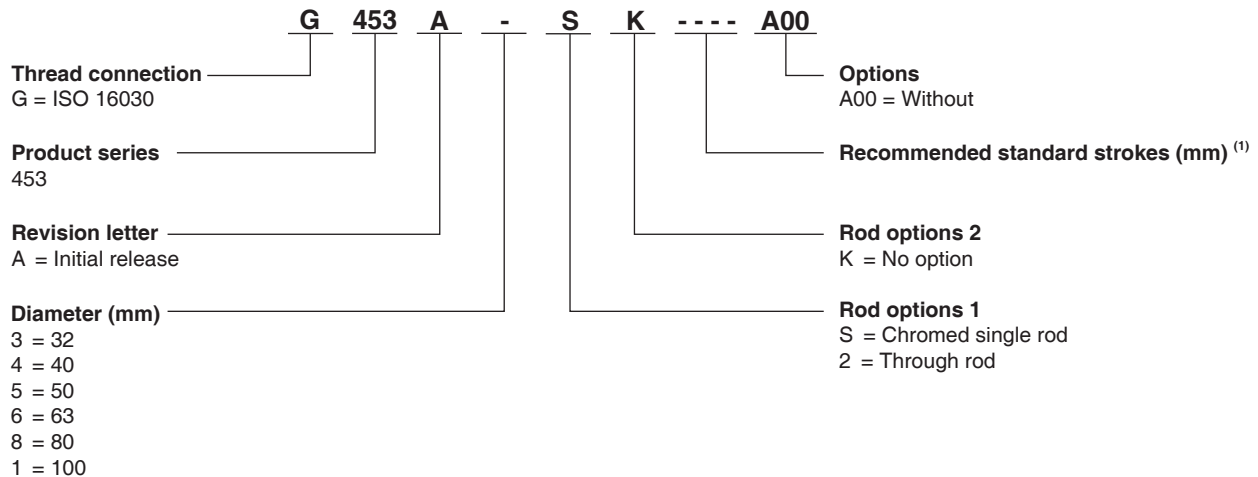 G 453 A - S K - - - - A00
Thread connection
G = ISO 16030
Product series
453
Revision letter
A = Initial release
Diameter (mm)
3 = 32
4 = 40
5 = 50
6 = 63
8 = 80
1 = 100
Options
A00 = Without
Recommended standard strokes (mm) (1)
Rod options 2
K = No option
Rod options 1
S = Chromed single rod
2 = Through rod